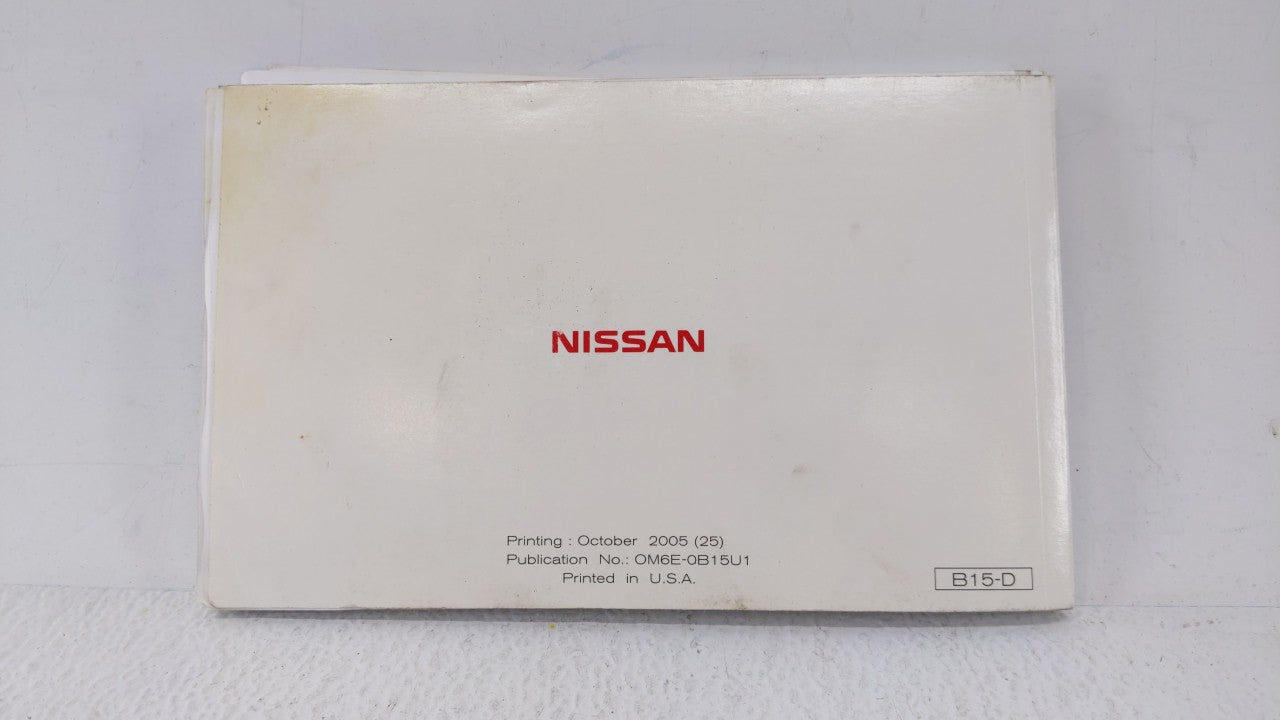 NISSAN
Printing : October 2005 (25)
Publication No.: OM6E-0B15U1
Printed in U.S.A.
B15-D